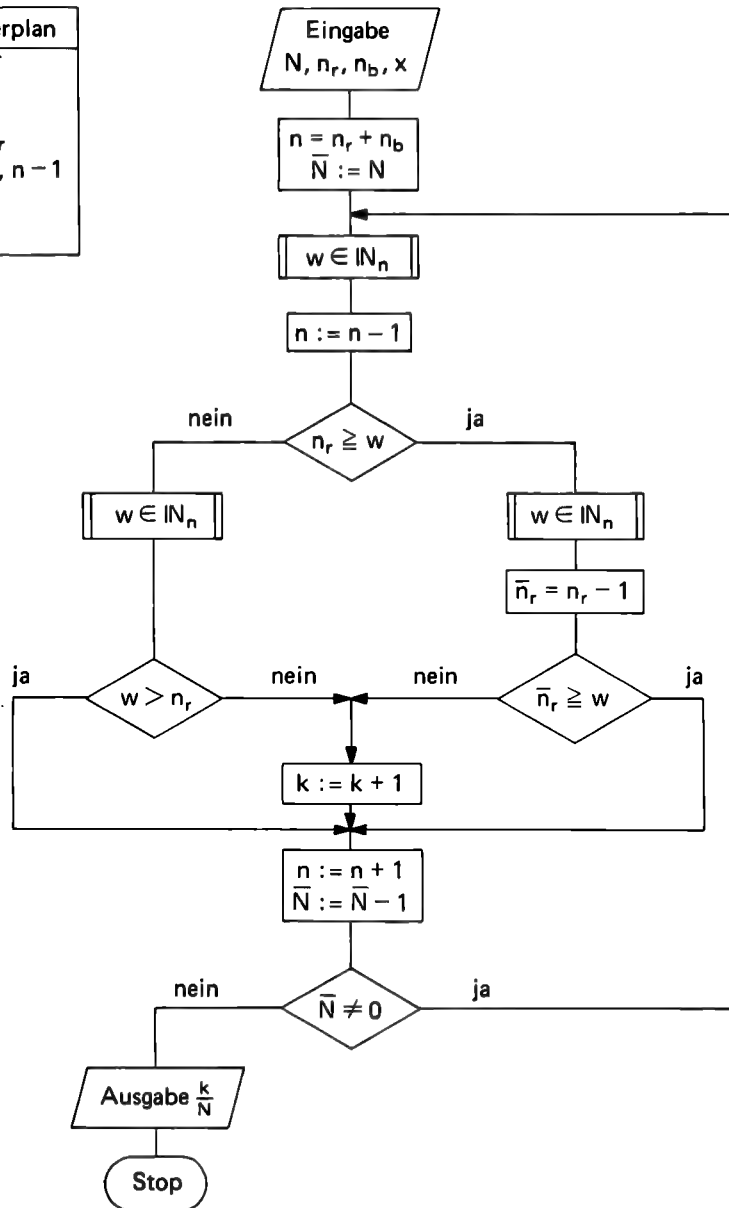 Eingabe
N, nᵣ, n_b, x
n = nᵣ + n_b
N̄ := N
w ∈ ℕₙ
n := n − 1
nein
nᵣ ≧ w
ja
w ∈ ℕₙ
w ∈ ℕₙ
n̄ᵣ = nᵣ − 1
ja
w > nᵣ
nein
nein
n̄ᵣ ≧ w
ja
k := k + 1
n := n + 1
N̄ := N̄ − 1
nein
N̄ ≠ 0
ja
Ausgabe k/N
Stop
, n − 1